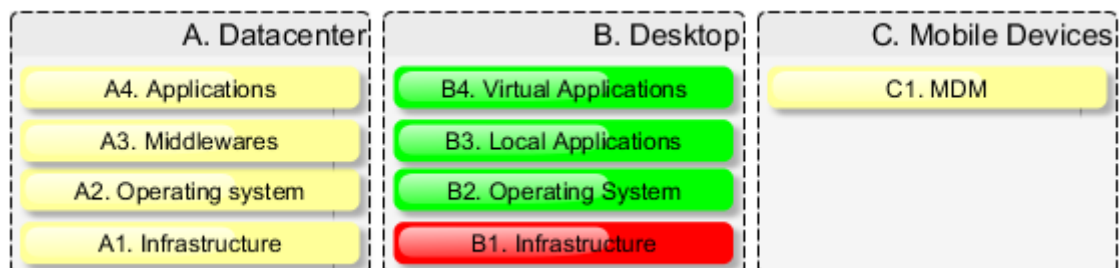 A. Datacenter
A4. Applications
A3. Middlewares
A2. Operating system
A1. Infrastructure
B. Desktop
B4. Virtual Applications
B3. Local Applications
B2. Operating System
B1. Infrastructure
C. Mobile Devices
C1. MDM